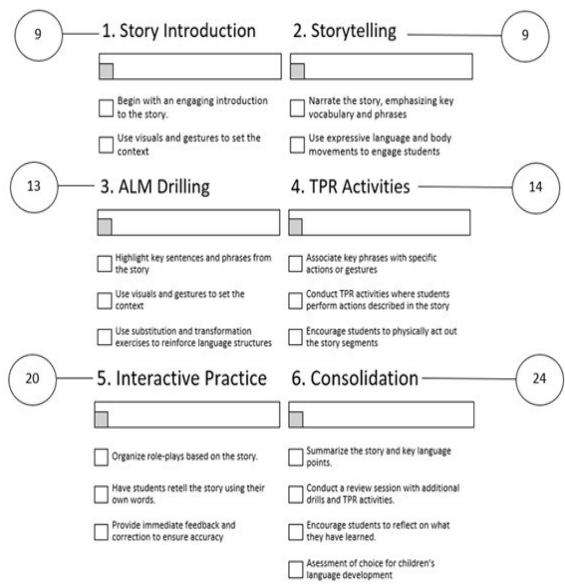 9
1. Story Introduction
2. Storytelling
9
Begin with an engaging introduction
to the story.
Use visuals and gestures to set the
context
Narrate the story, emphasizing key
vocabulary and phrases
Use expressive language and body
movements to engage students
13
3. ALM Drilling
4. TPR Activities
14
Highlight key sentences and phrases from
the story
Use visuals and gestures to set the
context
Use substitution and transformation
exercises to reinforce language structures
Associate key phrases with specific
actions or gestures
Conduct TPR activities where students
perform actions described in the story
Encourage students to physically act out
the story segments
20
5. Interactive Practice
6. Consolidation
24
Organize role-plays based on the story.
Have students retell the story using their
own words.
Provide immediate feedback and
correction to ensure accuracy
Summarize the story and key language
points.
Conduct a review session with additional
drills and TPR activities.
Encourage students to reflect on what
they have learned.
Asessment of choice for children's
language development